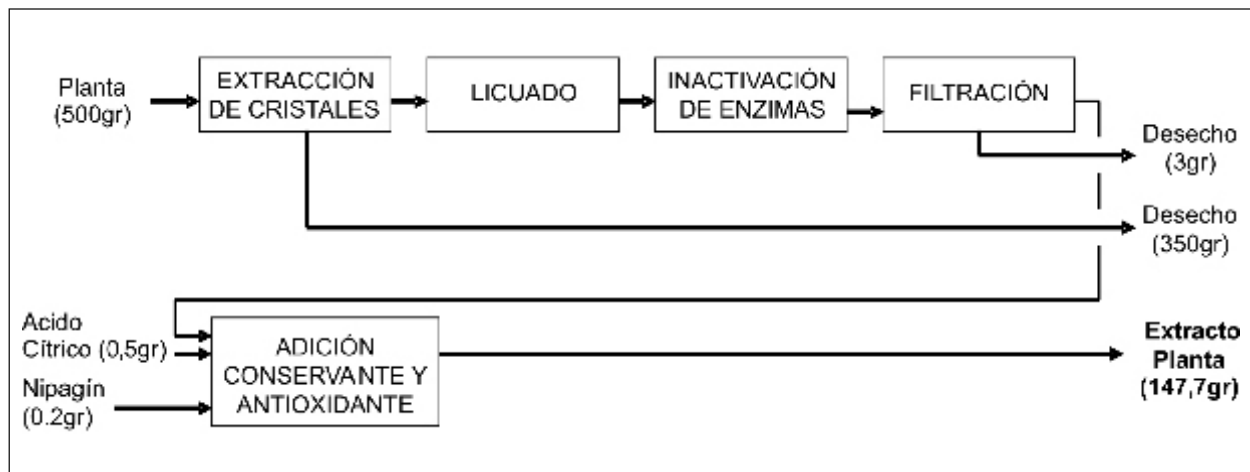 Planta
(500gr)
EXTRACCIÓN
DE CRISTALES
LICUADO
INACTIVACIÓN
DE ENZIMAS
FILTRACIÓN
Desecho
(3gr)
Desecho
(350gr)
Acido
Cítrico (0,5gr)
Nipagín
(0.2gr)
ADICIÓN
CONSERVANTE Y
ANTIOXIDANTE
Extracto
Planta
(147,7gr)